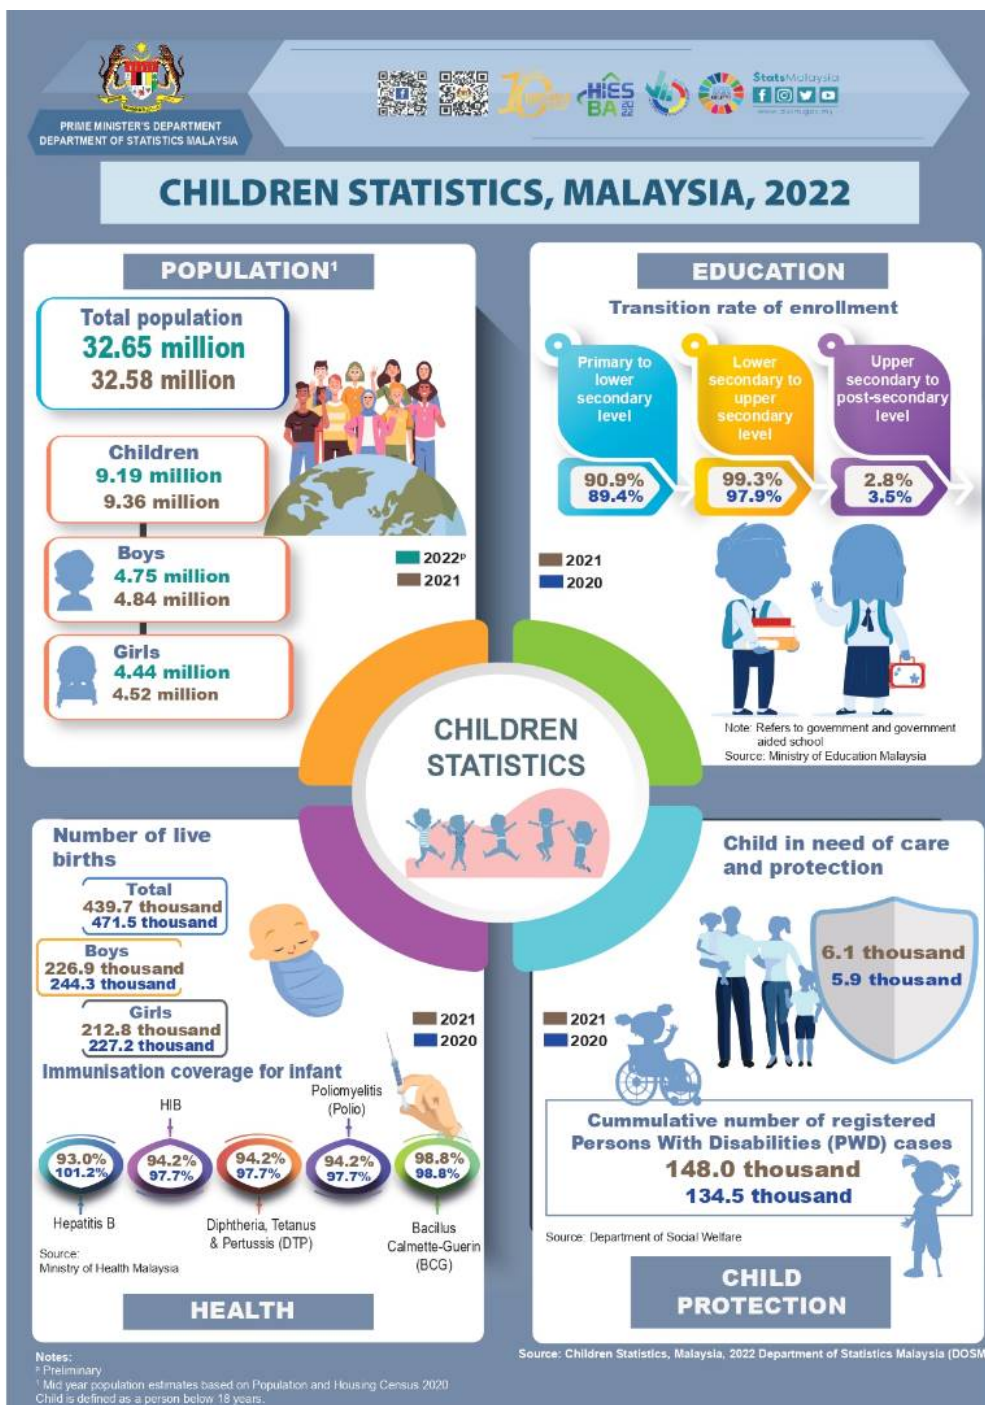 PRIME MINISTER'S DEPARTMENT
DEPARTMENT OF STATISTICS MALAYSIA
HIES
BA
StatsMalaysia
CHILDREN STATISTICS, MALAYSIA, 2022
POPULATION¹
Total population
32.65 million
32.58 million
Children
9.19 million
9.36 million
Boys
4.75 million
4.84 million
Girls
4.44 million
4.52 million
2022ᵖ
2021
EDUCATION
Transition rate of enrollment
Primary to
lower
secondary
level
90.9%
89.4%
Lower
secondary to
upper
secondary
level
99.3%
97.9%
Upper
secondary to
post-secondary
level
2.8%
3.5%
2021
2020
Note: Refers to government and government
aided school
Source: Ministry of Education Malaysia
CHILDREN
STATISTICS
Number of live
births
Total
439.7 thousand
471.5 thousand
Boys
226.9 thousand
244.3 thousand
Girls
212.8 thousand
227.2 thousand
2021
2020
Immunisation coverage for infant
HIB
Poliomyelitis
(Polio)
93.0%
101.2%
94.2%
97.7%
94.2%
97.7%
94.2%
97.7%
98.8%
98.8%
Hepatitis B
Diphtheria, Tetanus
& Pertussis (DTP)
Bacillus
Calmette-Guerin
(BCG)
Source:
Ministry of Health Malaysia
HEALTH
Child in need of care
and protection
6.1 thousand
5.9 thousand
2021
2020
Cummulative number of registered
Persons With Disabilities (PWD) cases
148.0 thousand
134.5 thousand
Source: Department of Social Welfare
CHILD
PROTECTION
Source: Children Statistics, Malaysia, 2022 Department of Statistics Malaysia (DOSM
Notes:
ᵖ Preliminary
¹ Mid year population estimates based on Population and Housing Census 2020
Child is defined as a person below 18 years.